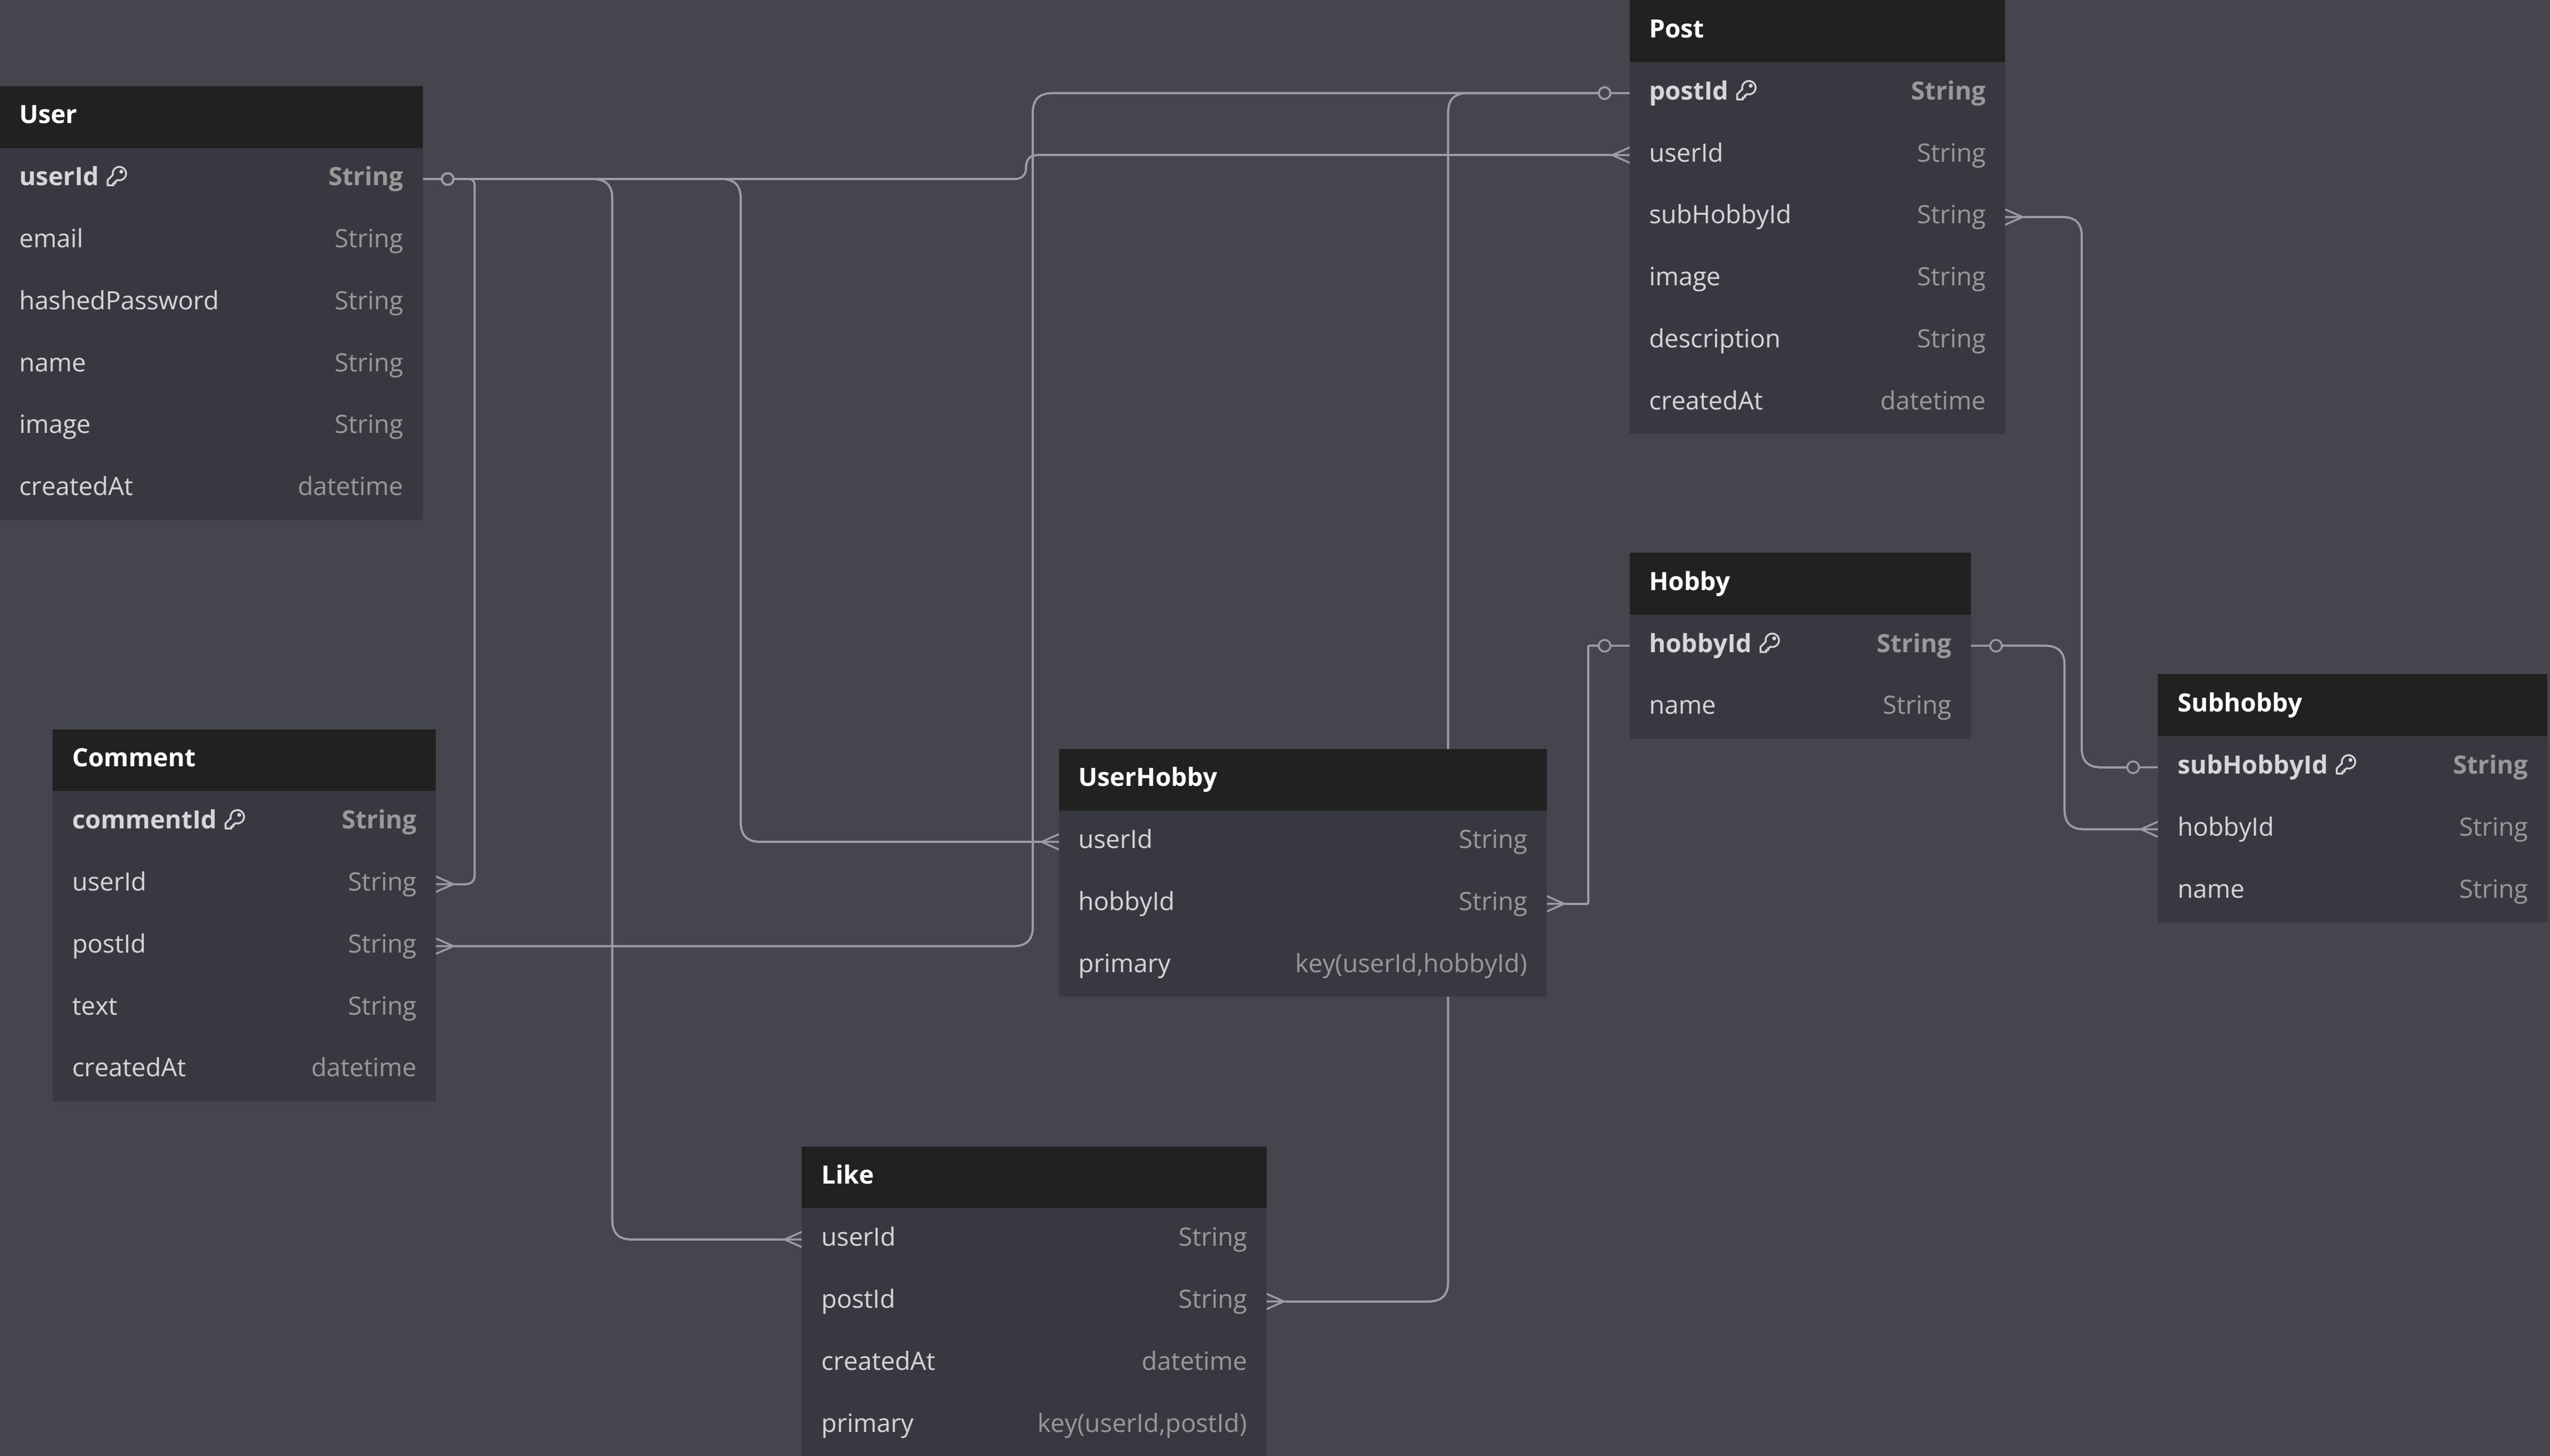 User
userId String
email String
hashedPassword String
name String
image String
createdAt datetime
Post
postId String
userId String
subHobbyId String
image String
description String
createdAt datetime
Hobby
hobbyId String
name String
Subhobby
subHobbyId String
hobbyId String
name String
Comment
commentId String
userId String
postId String
text String
createdAt datetime
UserHobby
userId String
hobbyId String
primary key(userId,hobbyId)
Like
userId String
postId String
createdAt datetime
primary key(userId,postId)